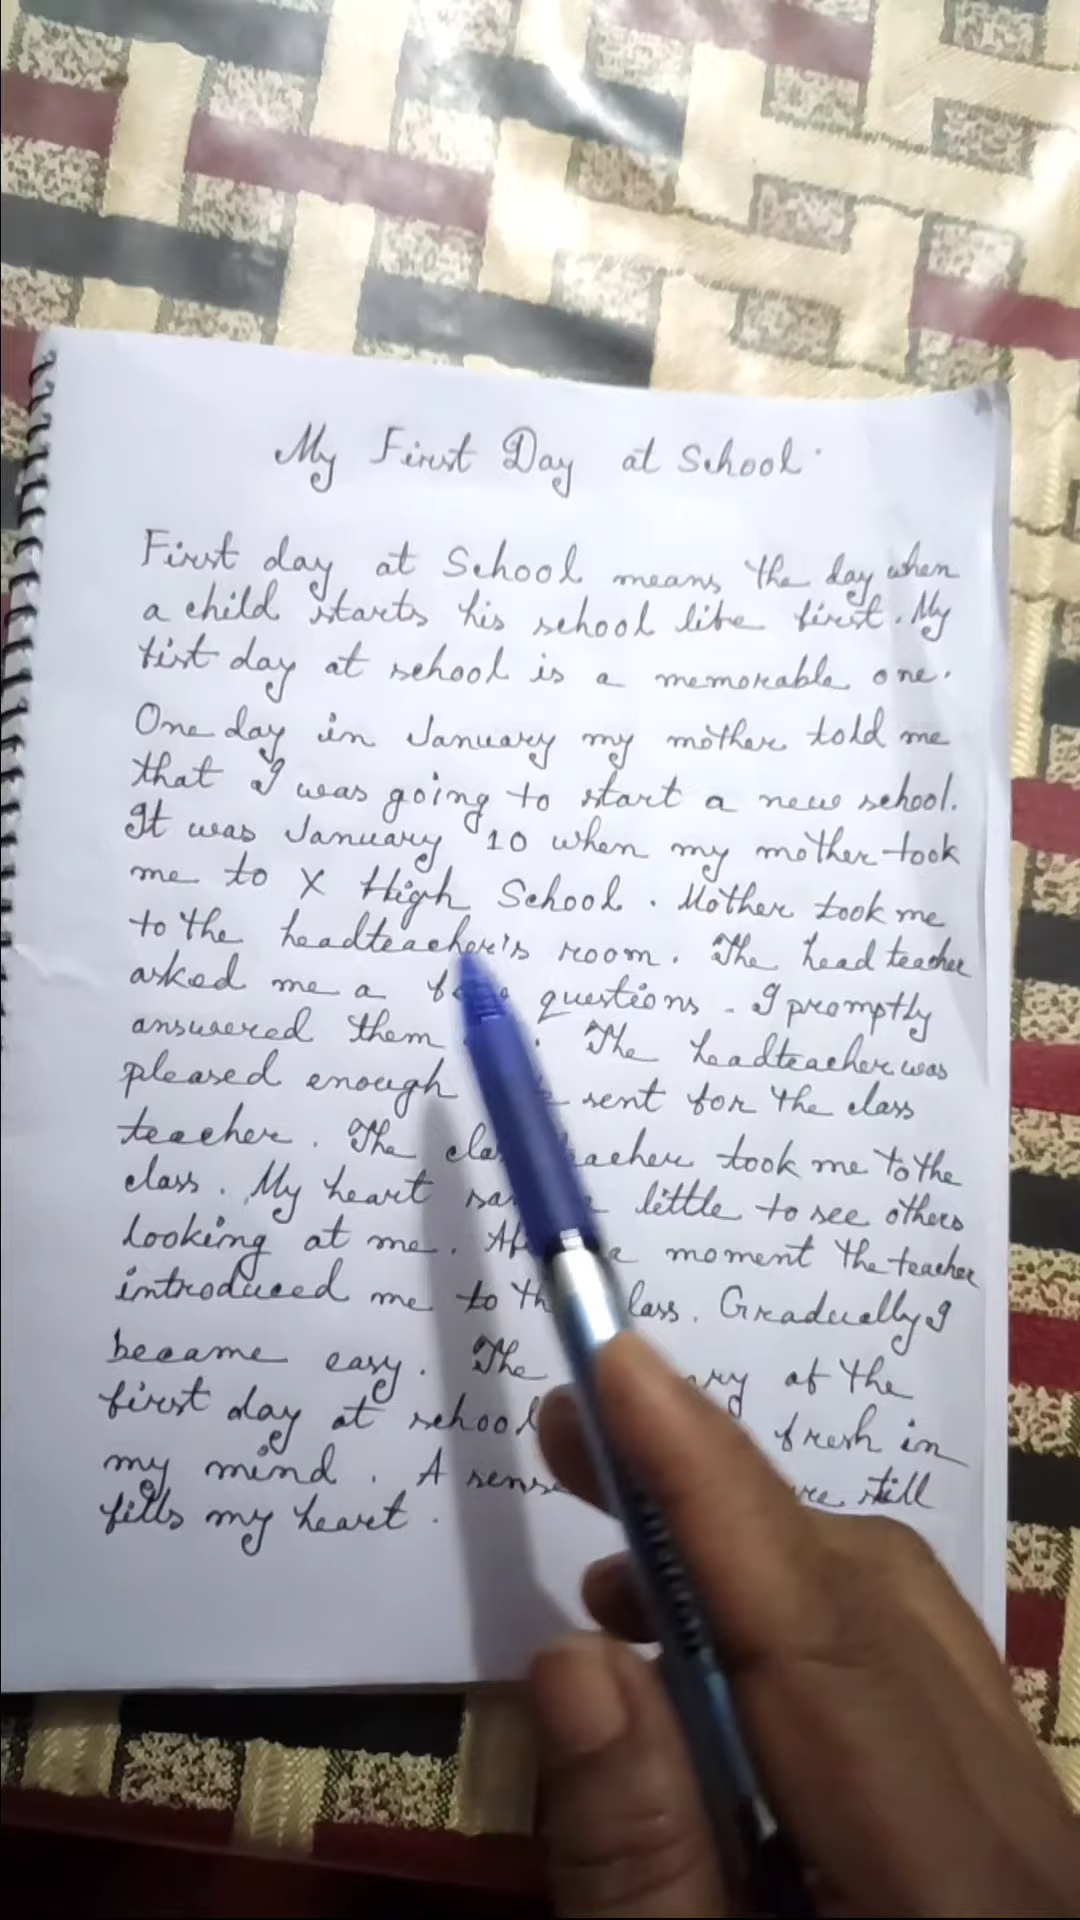 My First Day at School.
First day at School means the day when
a child starts his school life first. My
fist day at school is a memorable one.
One day in January my mother told me
that I was going to start a new school.
It was January 10 when my mother took
me to X High School. Mother took me
to the headteacher's room. The head teacher
asked me a questions. I promptly
answered them . The headteacher was
pleased enough sent for the class
teacher. The teacher took me to the
class. My heart little to see others
looking at me. a moment the teacher
introduced me to class. Gradually I
became easy. The of the
first day at school fresh in
my mind. A sense still
fills my heart.